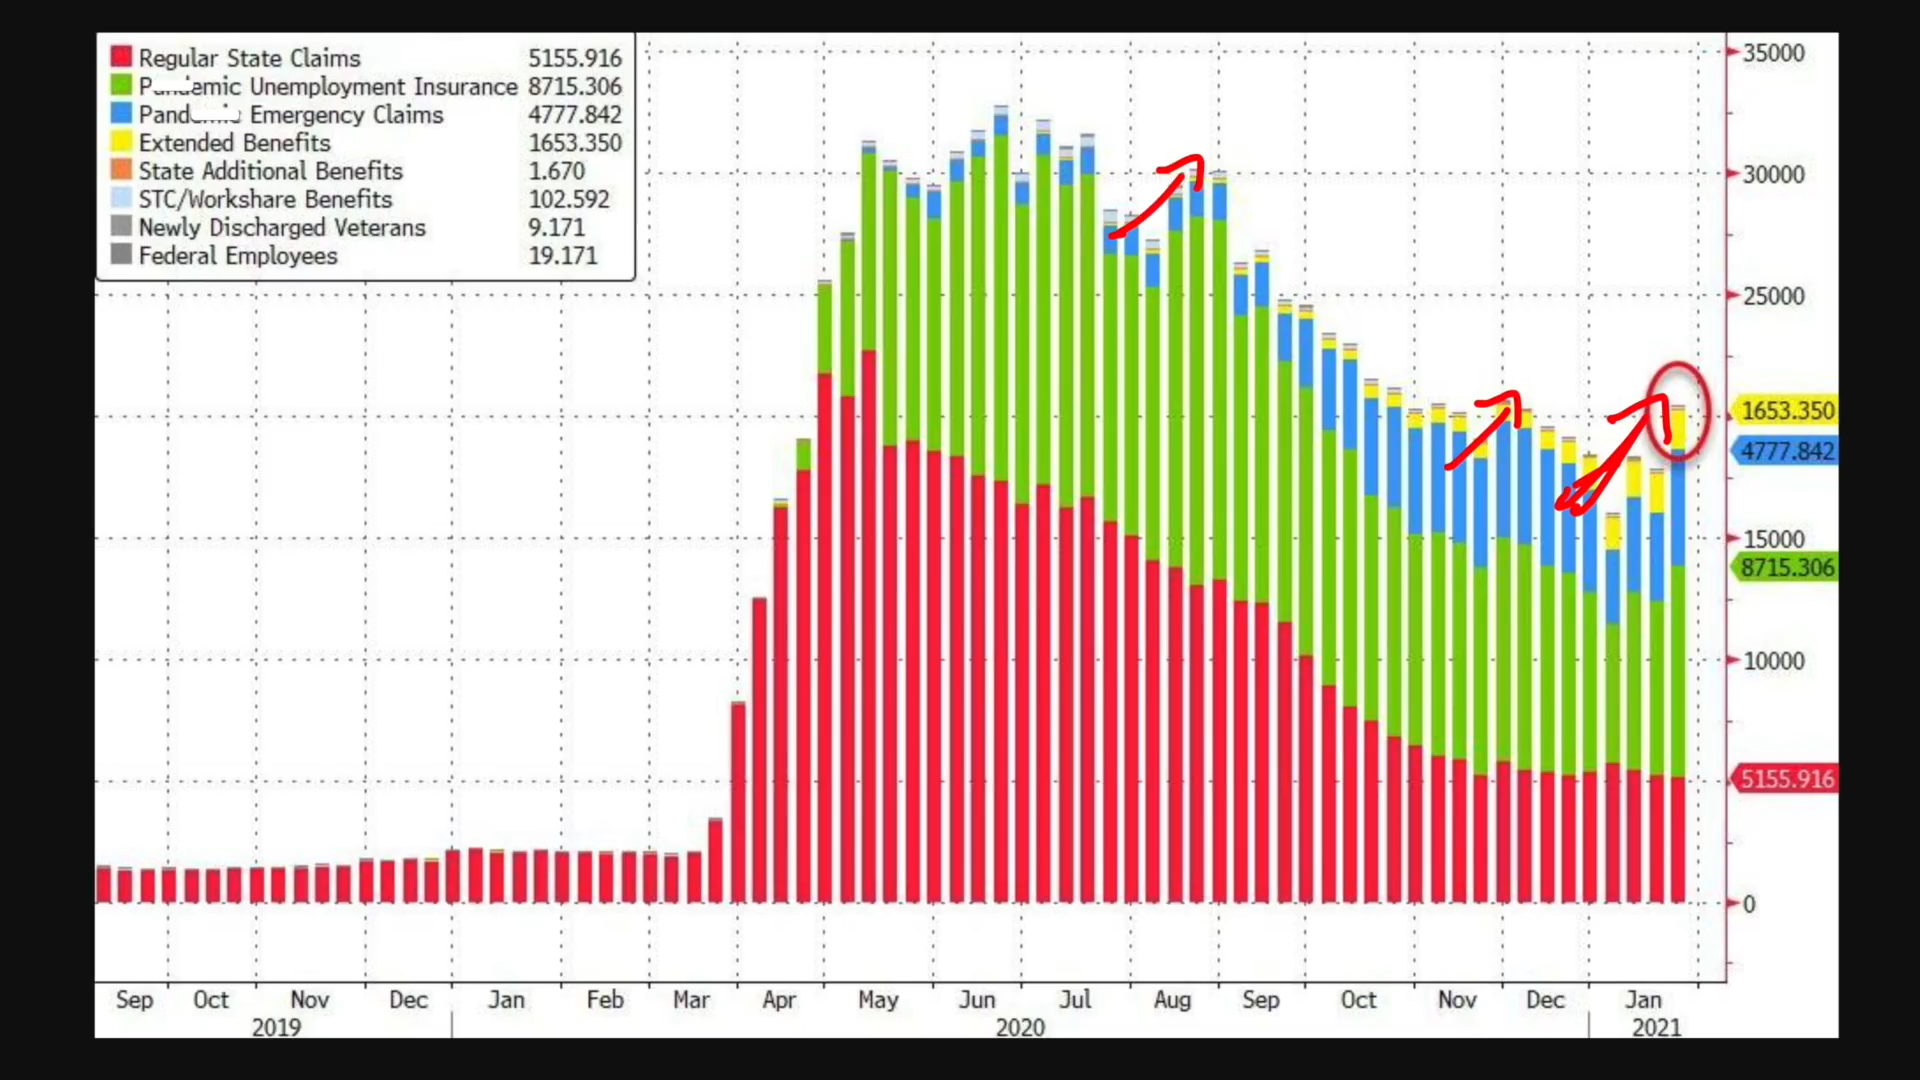 Regular State Claims 5155.916
Unemployment Insurance 8715.306
Emergency Claims 4777.842
Extended Benefits 1653.350
State Additional Benefits 1.670
STC/Workshare Benefits 102.592
Newly Discharged Veterans 9.171
Federal Employees 19.171
35000
30000
25000
1653.350
4777.842
15000
8715.306
10000
5155.916
0
Sep Oct Nov Dec Jan Feb Mar Apr May Jun Jul Aug Sep Oct Nov Dec Jan
2019 2020 2021